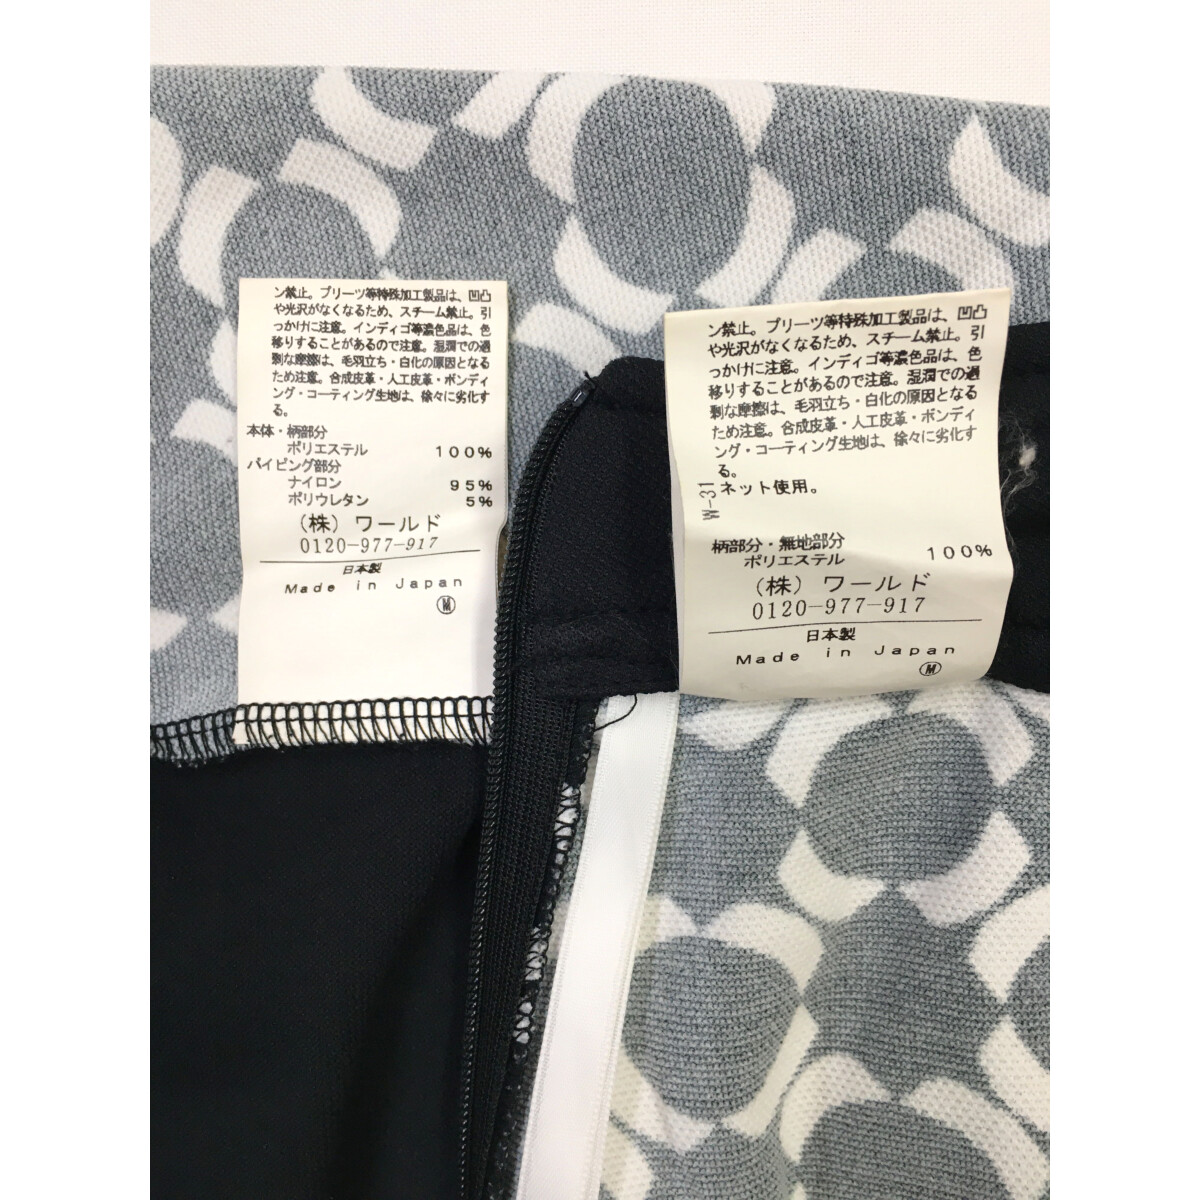 ン禁止。プリーツ等特殊加工製品は、凹凸
や光沢がなくなるため、スチーム禁止。引
っかけに注意。インディゴ等濃色品は、色
移りすることがあるので注意。湿潤での過
剰な摩擦は、毛羽立ち・白化の原因となる
ため注意。合成皮革・人工皮革・ボンディ
ング・コーティング生地は、徐々に劣化す
る。
本体・柄部分
ポリエステル 100%
パイピング部分
ナイロン 95%
ポリウレタン 5%
(株) ワールド
0120-977-917
日本製
Made in Japan
M
ン禁止。プリーツ等特殊加工製品は、凹凸
や光沢がなくなるため、スチーム禁止。引
っかけに注意。インディゴ等濃色品は、色
移りすることがあるので注意。湿潤での過
剰な摩擦は、毛羽立ち・白化の原因となる
ため注意。合成皮革・人工皮革・ボンディ
ング・コーティング生地は、徐々に劣化す
る。
ネット使用。
W-31
柄部分・無地部分
ポリエステル 100%
(株) ワールド
0120-977-917
日本製
Made in Japan
M